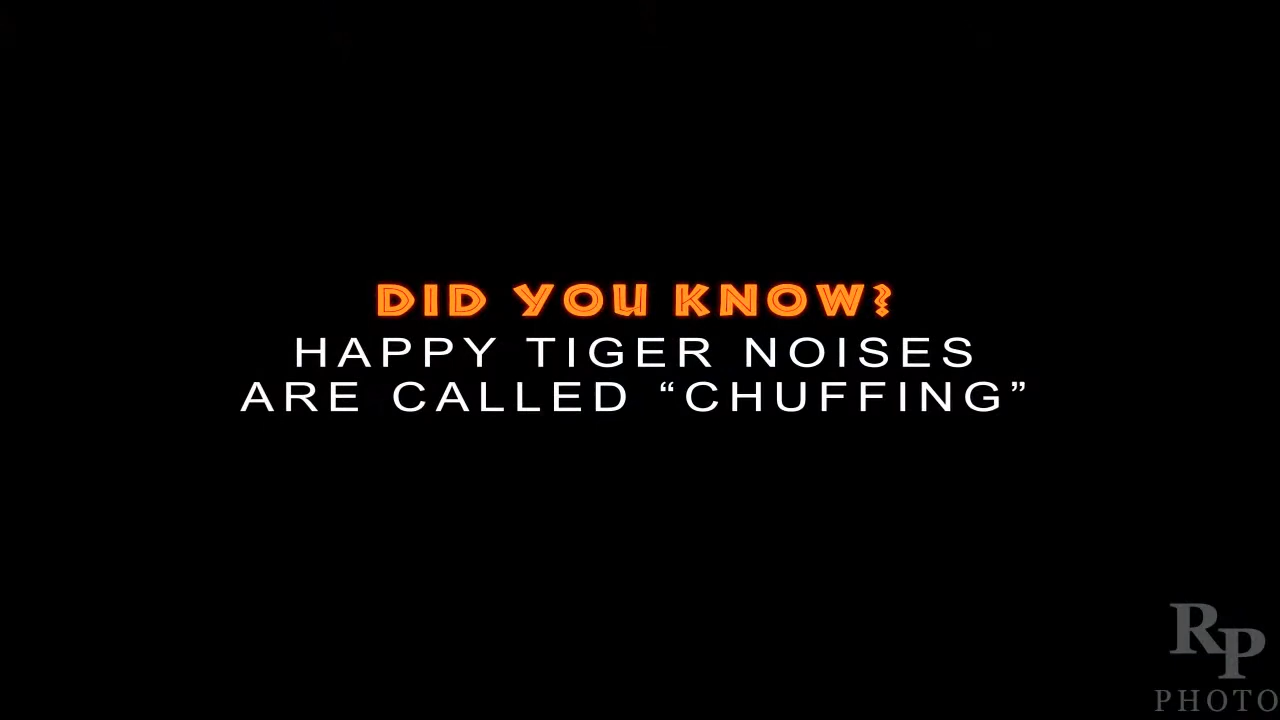 DID YOU KNOW?
HAPPY TIGER NOISES
ARE CALLED “CHUFFING”
RP
PHOTO